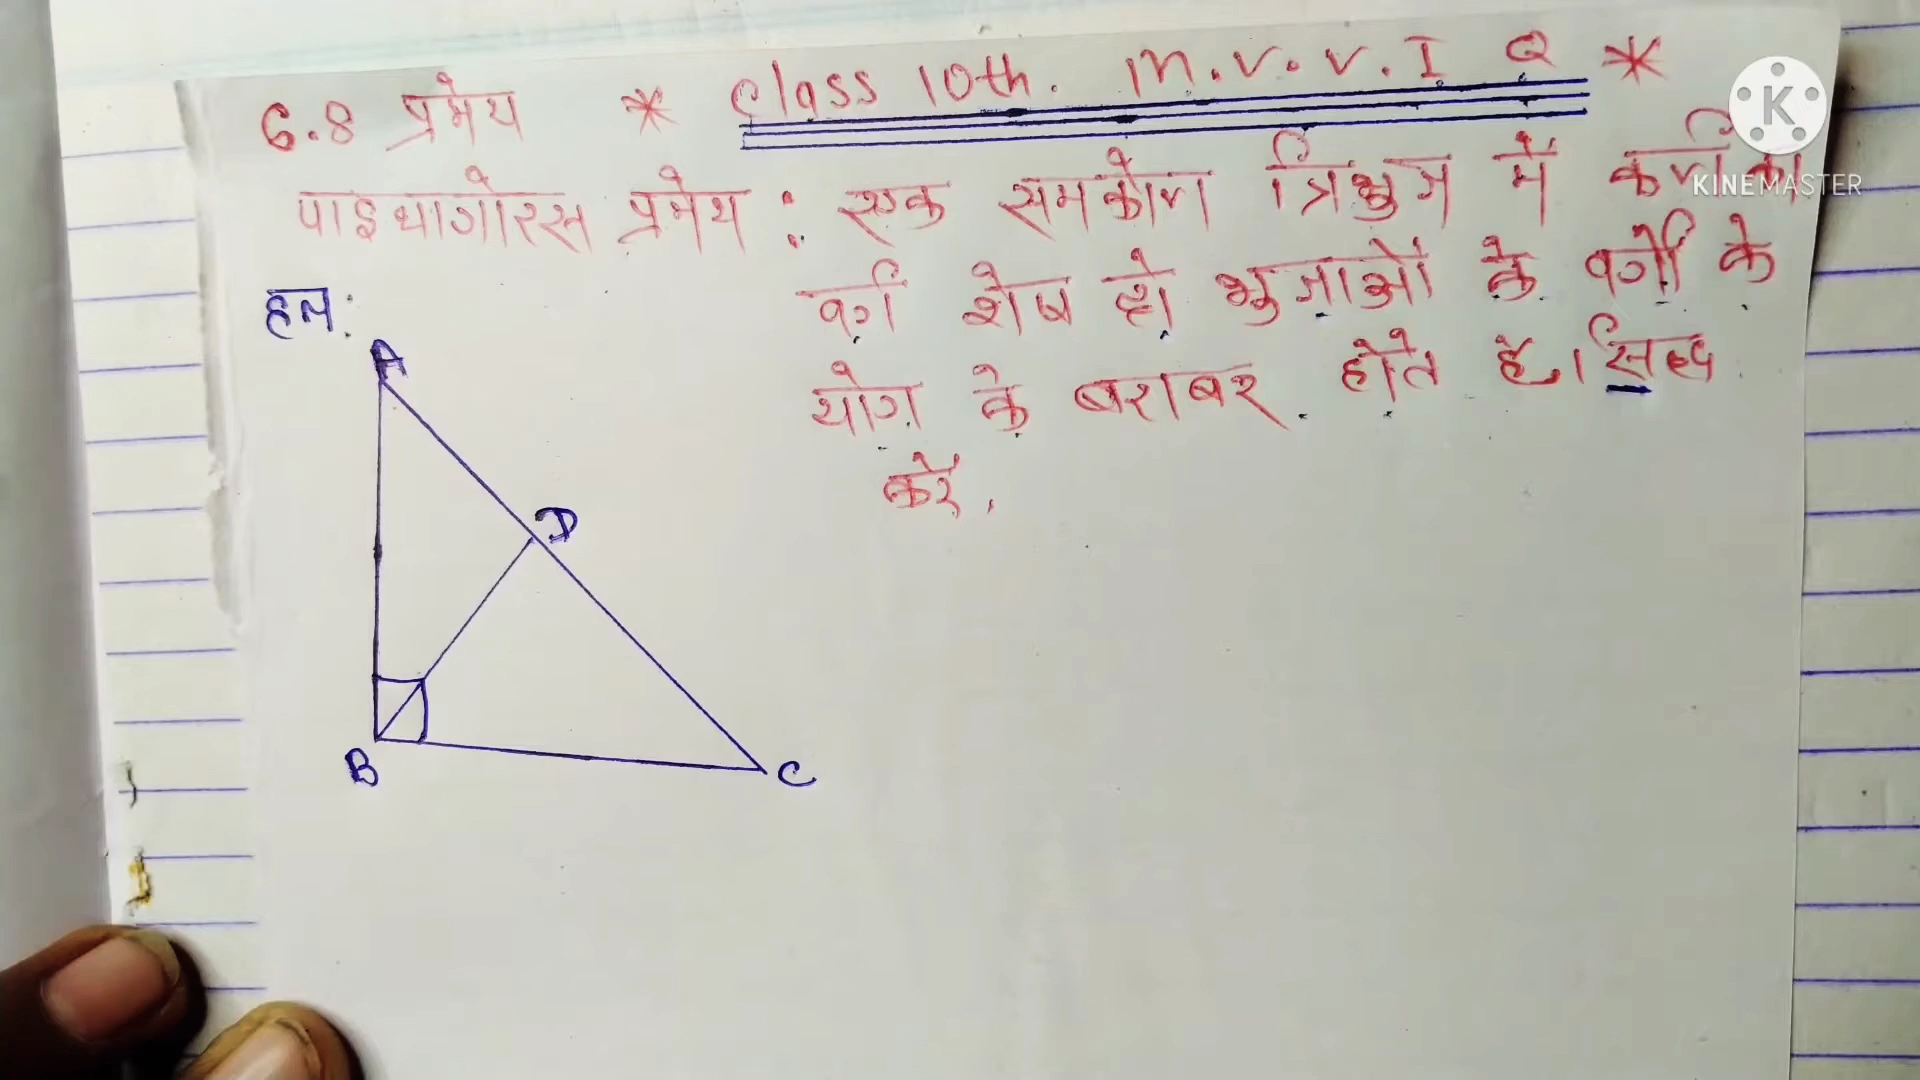 6.8 प्रमेय * Class 10th. m.v.v.I Q *
पाइथागोरस प्रमेय : एक समकोण त्रिभुज में कर्ण का
हल:
वर्ग शेष दो भुजाओं के वर्गों के
योग के बराबर होते हैं। सिद्ध
करें.
A
D
B
C
K
KINEMASTER